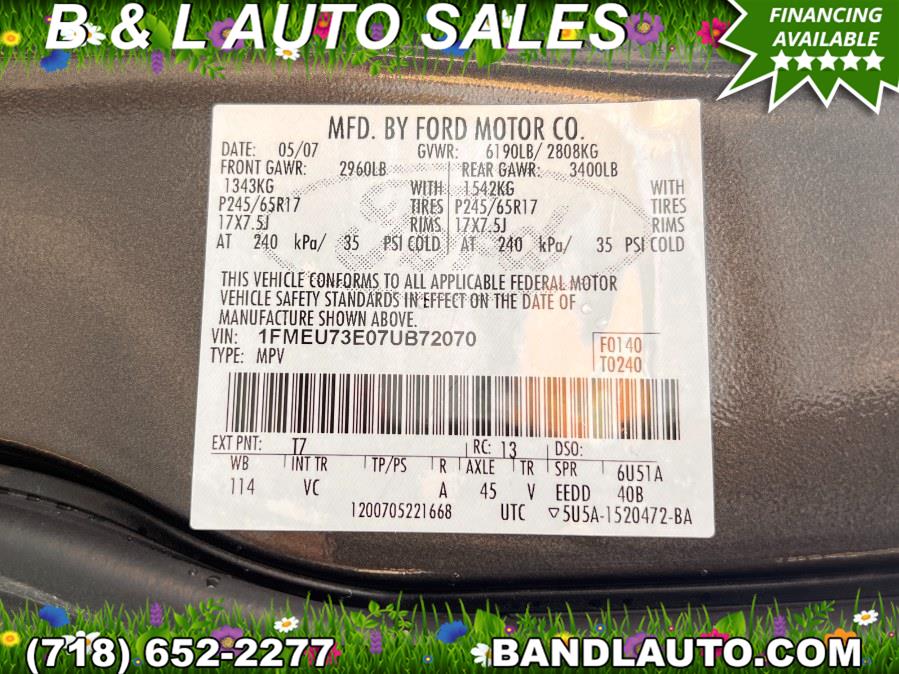 B & L AUTO SALES
FINANCING
AVAILABLE
MFD. BY FORD MOTOR CO.
DATE: 05/07 GVWR: 6190LB/ 2808KG
FRONT GAWR: 2960LB REAR GAWR: 3400LB
1343KG WITH 1542KG WITH
P245/65R17 TIRES P245/65R17 TIRES
17X7.5J RIMS 17X7.5J RIMS
AT 240 kPa/ 35 PSI COLD AT 240 kPa/ 35 PSI COLD
Ford
THIS VEHICLE CONFORMS TO ALL APPLICABLE FEDERAL MOTOR
VEHICLE SAFETY STANDARDS IN EFFECT ON THE DATE OF
MANUFACTURE SHOWN ABOVE.
VIN: 1FMEU73E07UB72070
TYPE: MPV
F0140
T0240
EXT PNT: T7 RC: 13 DSO:
WB INT TR TP/PS R AXLE TR SPR 6U51A
114 VC A 45 V EEDD 40B
1200705221668 UTC ▽5U5A-1520472-BA
(718) 652-2277 BANDLAUTO.COM